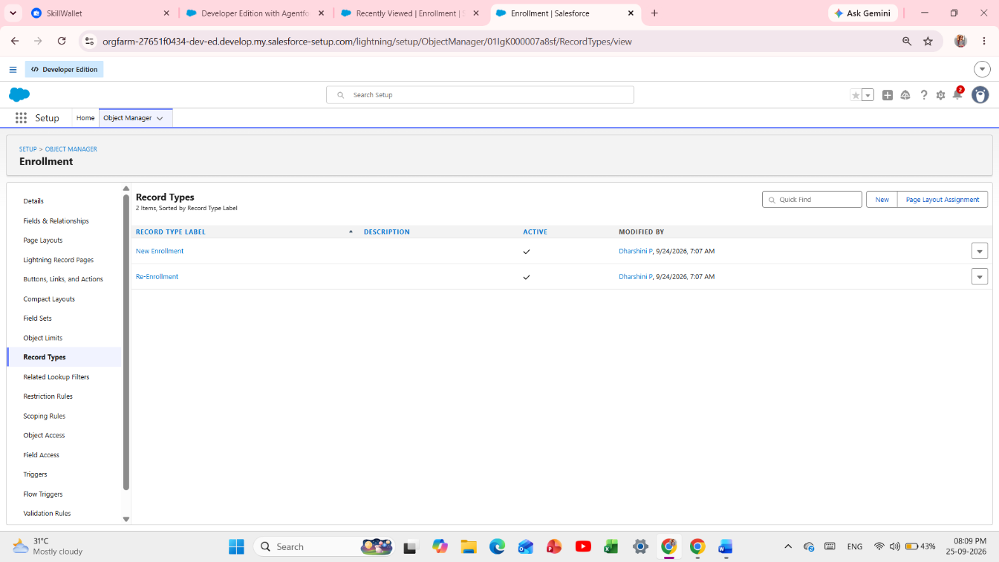 SkillWallet
Developer Edition with Agentfo
Recently Viewed | Enrollment | S
Enrollment | Salesforce
Ask Gemini
orgfarm-27651f0434-dev-ed.develop.my.salesforce-setup.com/lightning/setup/ObjectManager/01IgK000007a8sf/RecordTypes/view
Developer Edition
Search Setup
2
Setup
Home
Object Manager
SETUP > OBJECT MANAGER
Enrollment
Details
Fields & Relationships
Page Layouts
Lightning Record Pages
Buttons, Links, and Actions
Compact Layouts
Field Sets
Object Limits
Record Types
Related Lookup Filters
Restriction Rules
Scoping Rules
Object Access
Field Access
Triggers
Flow Triggers
Validation Rules
Record Types
2 Items, Sorted by Record Type Label
Quick Find
New
Page Layout Assignment
RECORD TYPE LABEL DESCRIPTION ACTIVE MODIFIED BY
New Enrollment Dharshini P, 9/24/2026, 7:07 AM
Re-Enrollment Dharshini P, 9/24/2026, 7:07 AM
31°C
Mostly cloudy
Search
ENG
43%
08:09 PM
25-09-2026